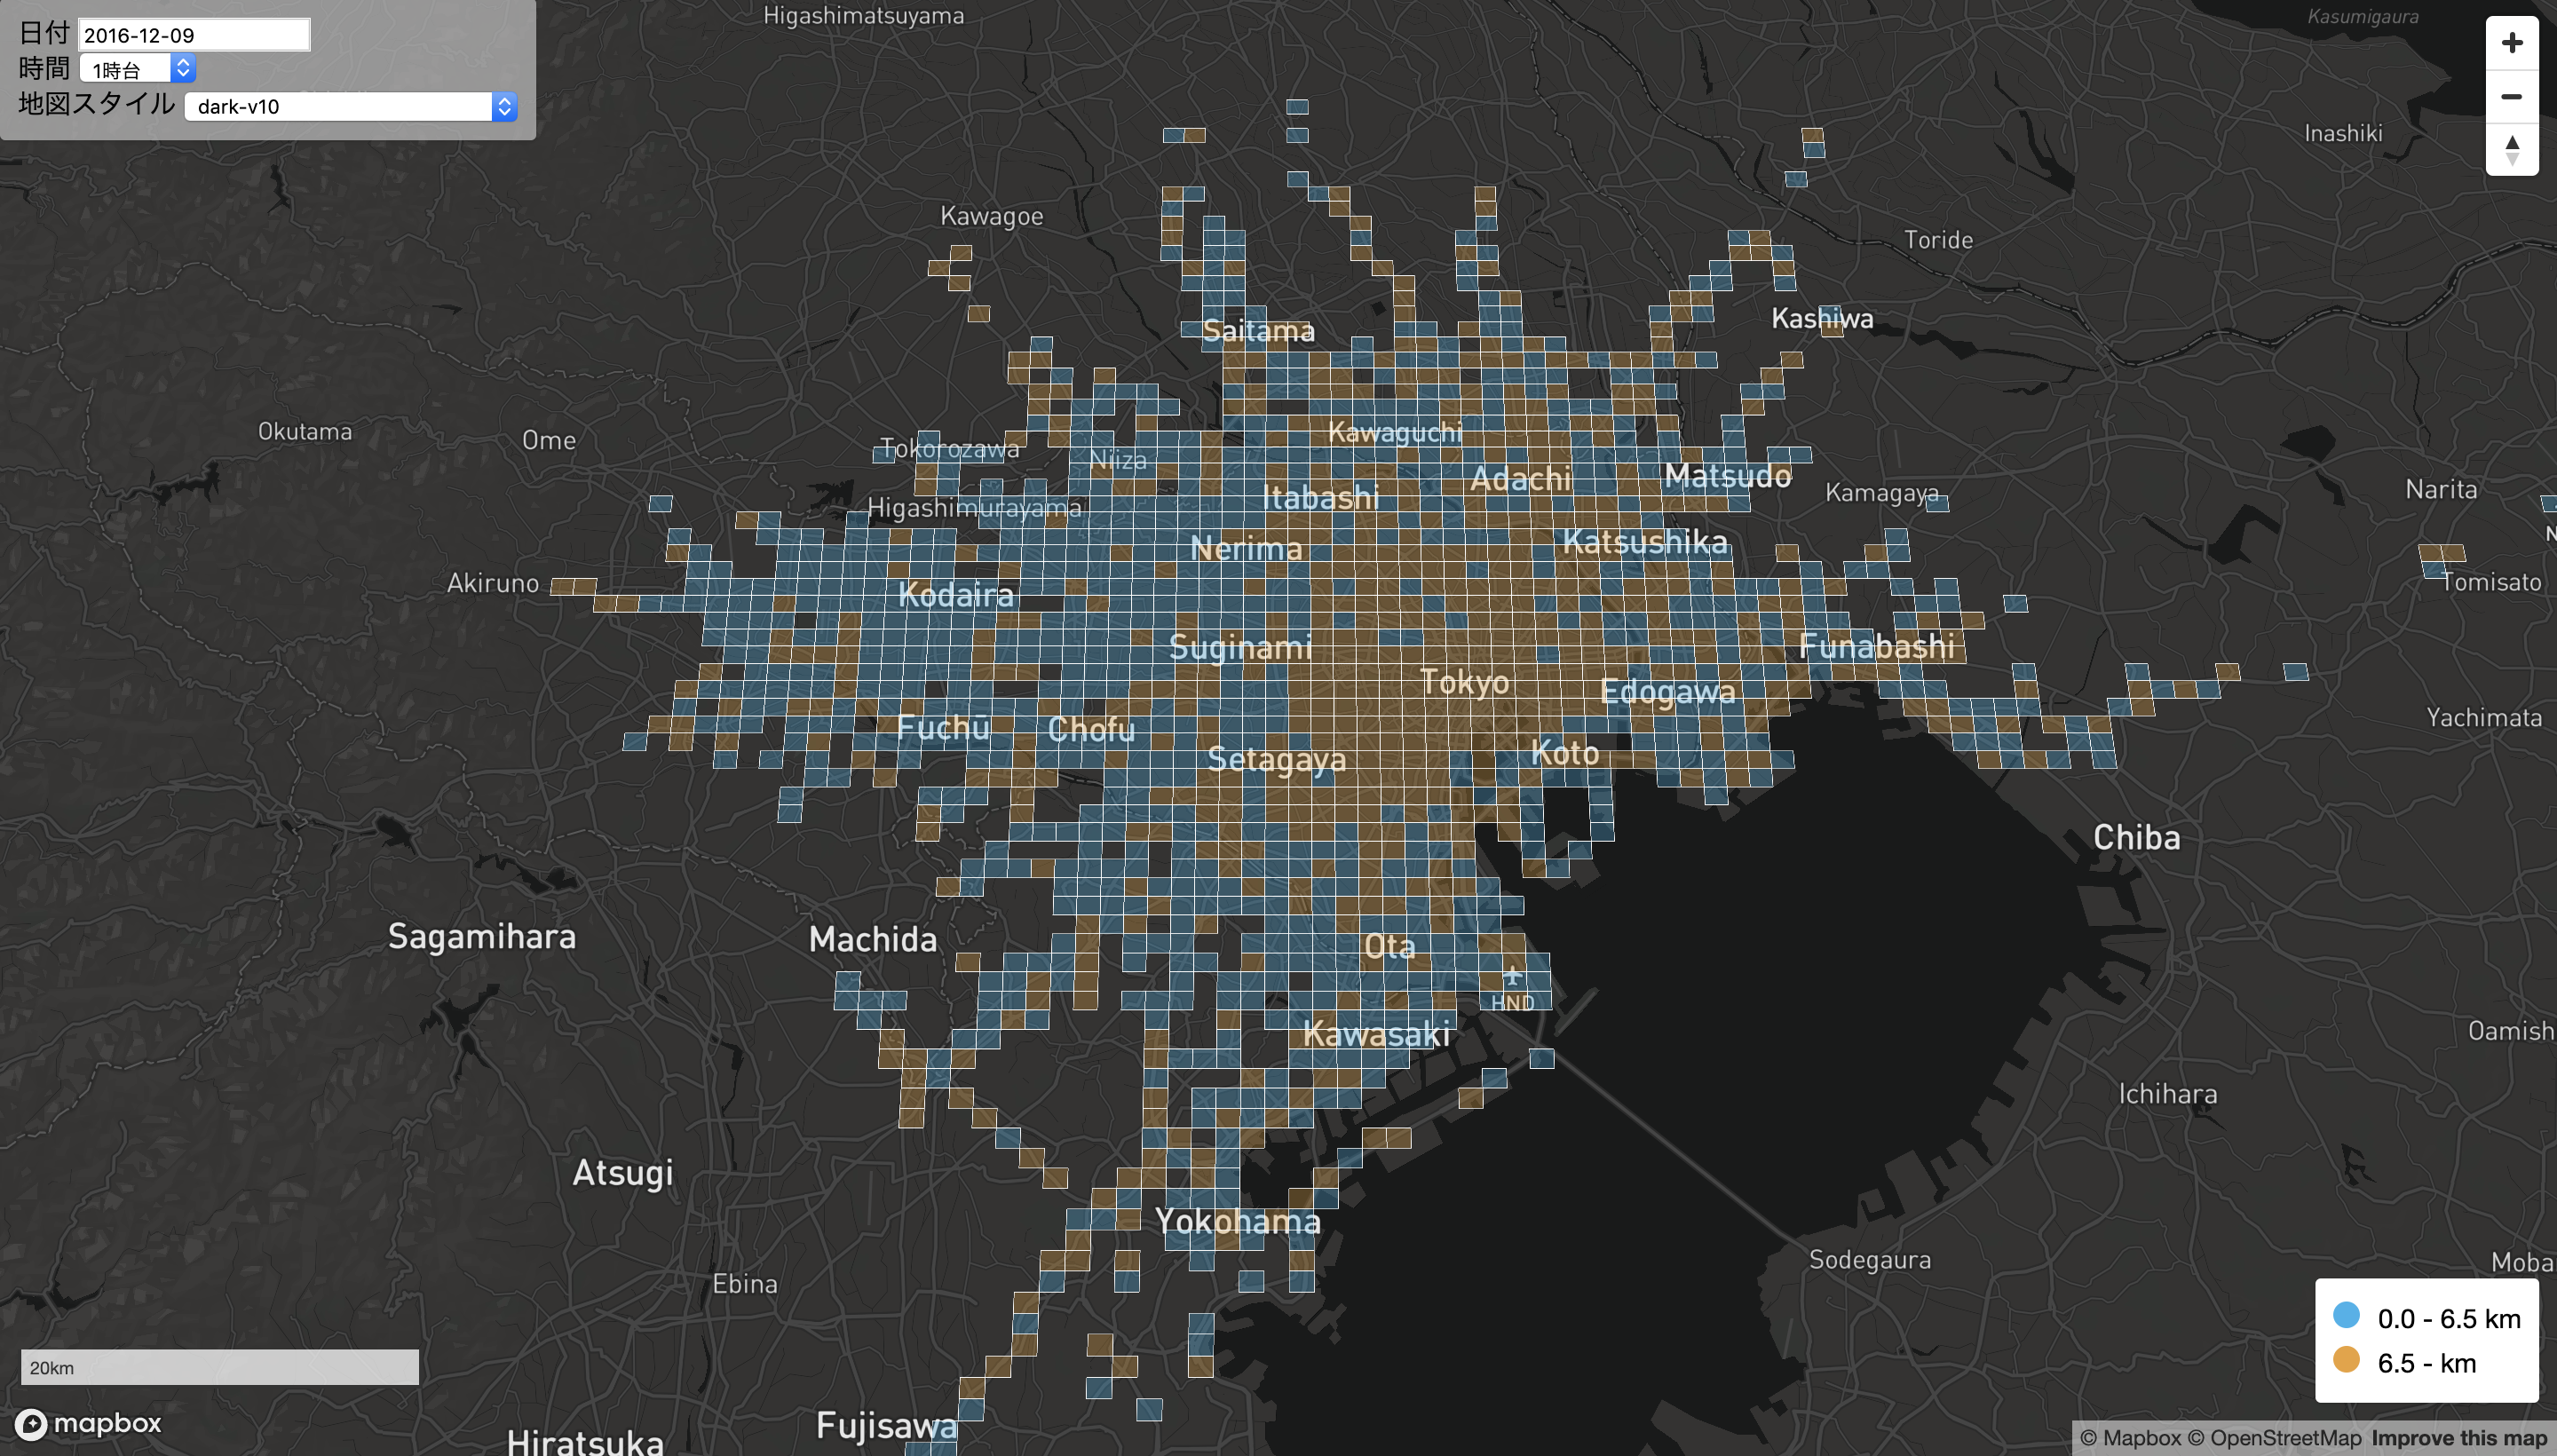 日付 2016-12-09
時間 1時台
地図スタイル dark-v10
Higashimatsuyama
Kasumigaura
Inashiki
Kawagoe
Toride
Saitama
Kashiwa
Okutama
Ome
Tokorozawa
Niiza
Kawaguchi
Adachi
Matsudo
Itabashi
Kamagaya
Narita
Higashimurayama
Nerima
Katsushika
Akiruno
Kodaira
Tomisato
Suginami
Funabashi
Tokyo
Edogawa
Fuchū
Chofu
Setagaya
Koto
Yachimata
Chiba
Sagamihara
Machida
Ota
HND
Kawasaki
Oamish
Ichihara
Atsugi
Yokohama
Sodegaura
Ebina
Moba
0.0 - 6.5 km
6.5 - km
20km
mapbox
Fujisawa
Hiratsuka
© Mapbox © OpenStreetMap Improve this map